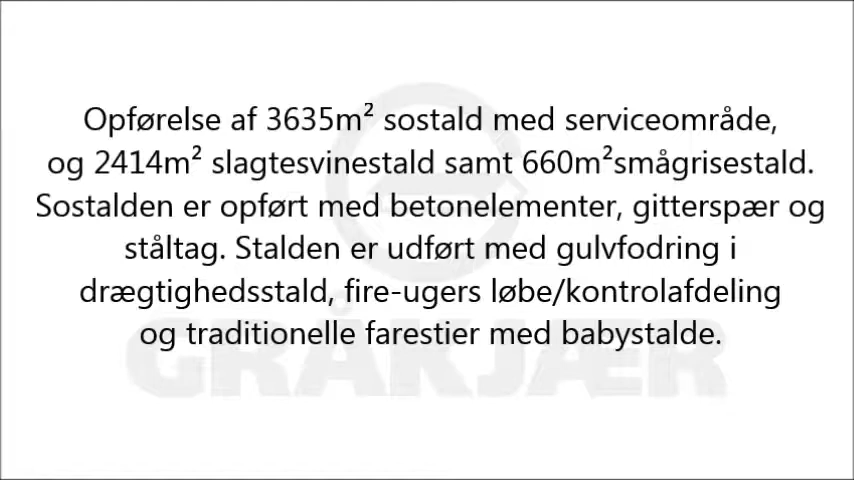 Opførelse af 3635m² sostald med serviceområde,
og 2414m² slagtesvinestald samt 660m²smågrisestald.
Sostalden er opført med betonelementer, gitterspær og
ståltag. Stalden er udført med gulvfodring i
drægtighedsstald, fire-ugers løbe/kontrolafdeling
og traditionelle farestier med babystalde.
GRÅKJÆR